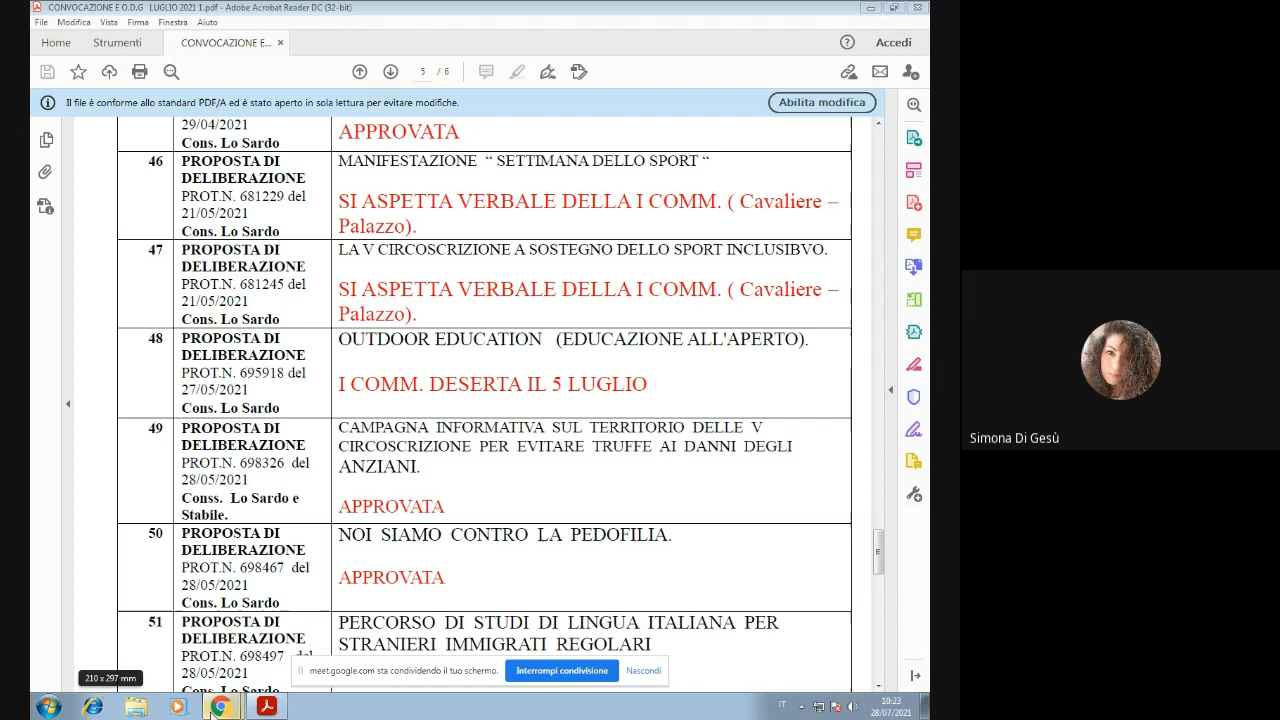 CONVOCAZIONE E O.D.G LUGLIO 2021 1.pdf - Adobe Acrobat Reader DC (32-bit)
File Modifica Vista Firma Finestra Aiuto
Home Strumenti CONVOCAZIONE E... × Accedi
5 / 6
Il file è conforme allo standard PDF/A ed è stato aperto in sola lettura per evitare modifiche. Abilita modifica
29/04/2021
Cons. Lo Sardo
APPROVATA
46
PROPOSTA DI
DELIBERAZIONE
PROT.N. 681229 del
21/05/2021
Cons. Lo Sardo
MANIFESTAZIONE “ SETTIMANA DELLO SPORT “
SI ASPETTA VERBALE DELLA I COMM. ( Cavaliere –
Palazzo).
47
PROPOSTA DI
DELIBERAZIONE
PROT.N. 681245 del
21/05/2021
Cons. Lo Sardo
LA V CIRCOSCRIZIONE A SOSTEGNO DELLO SPORT INCLUSIBVO.
SI ASPETTA VERBALE DELLA I COMM. ( Cavaliere –
Palazzo).
48
PROPOSTA DI
DELIBERAZIONE
PROT.N. 695918 del
27/05/2021
Cons. Lo Sardo
OUTDOOR EDUCATION (EDUCAZIONE ALL'APERTO).
I COMM. DESERTA IL 5 LUGLIO
49
PROPOSTA DI
DELIBERAZIONE
PROT.N. 698326 del
28/05/2021
Conss. Lo Sardo e
Stabile.
CAMPAGNA INFORMATIVA SUL TERRITORIO DELLE V
CIRCOSCRIZIONE PER EVITARE TRUFFE AI DANNI DEGLI
ANZIANI.
APPROVATA
50
PROPOSTA DI
DELIBERAZIONE
PROT.N. 698467 del
28/05/2021
Cons. Lo Sardo
NOI SIAMO CONTRO LA PEDOFILIA.
APPROVATA
51
PROPOSTA DI
DELIBERAZIONE
PROT.N. 698497 del
28/05/2021
Cons. Lo Sardo
PERCORSO DI STUDI DI LINGUA ITALIANA PER
STRANIERI IMMIGRATI REGOLARI
210 x 297 mm
meet.google.com sta condividendo il tuo schermo. Interrompi condivisione Nascondi
IT
10:23
28/07/2021
Simona Di Gesù